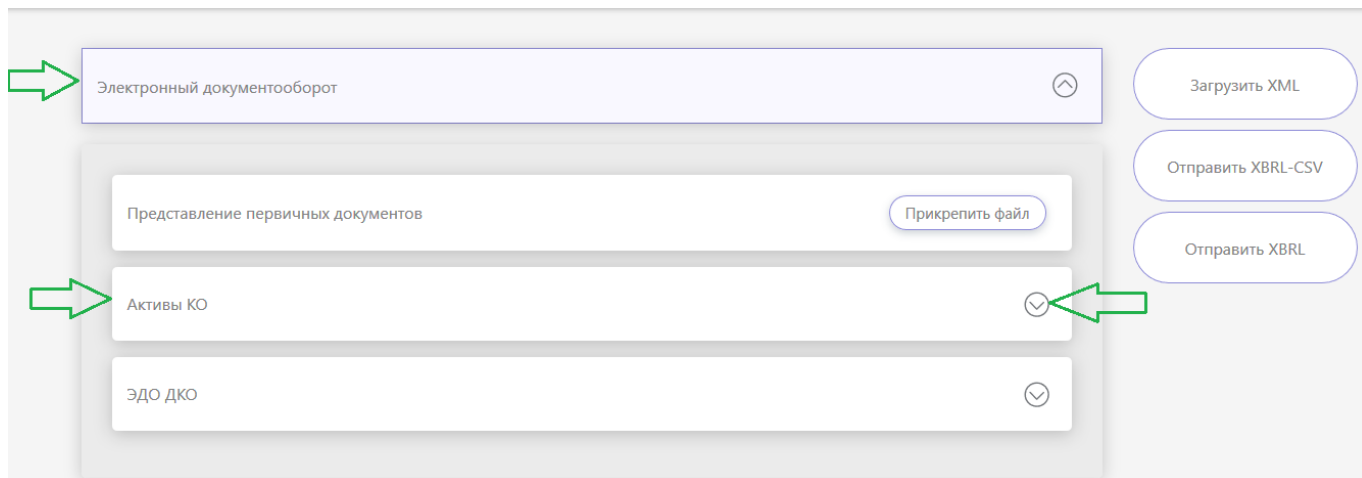 Электронный документооборот
Загрузить XML
Отправить XBRL-CSV
Представление первичных документов
Прикрепить файл
Отправить XBRL
Активы КО
ЭДО ДКО